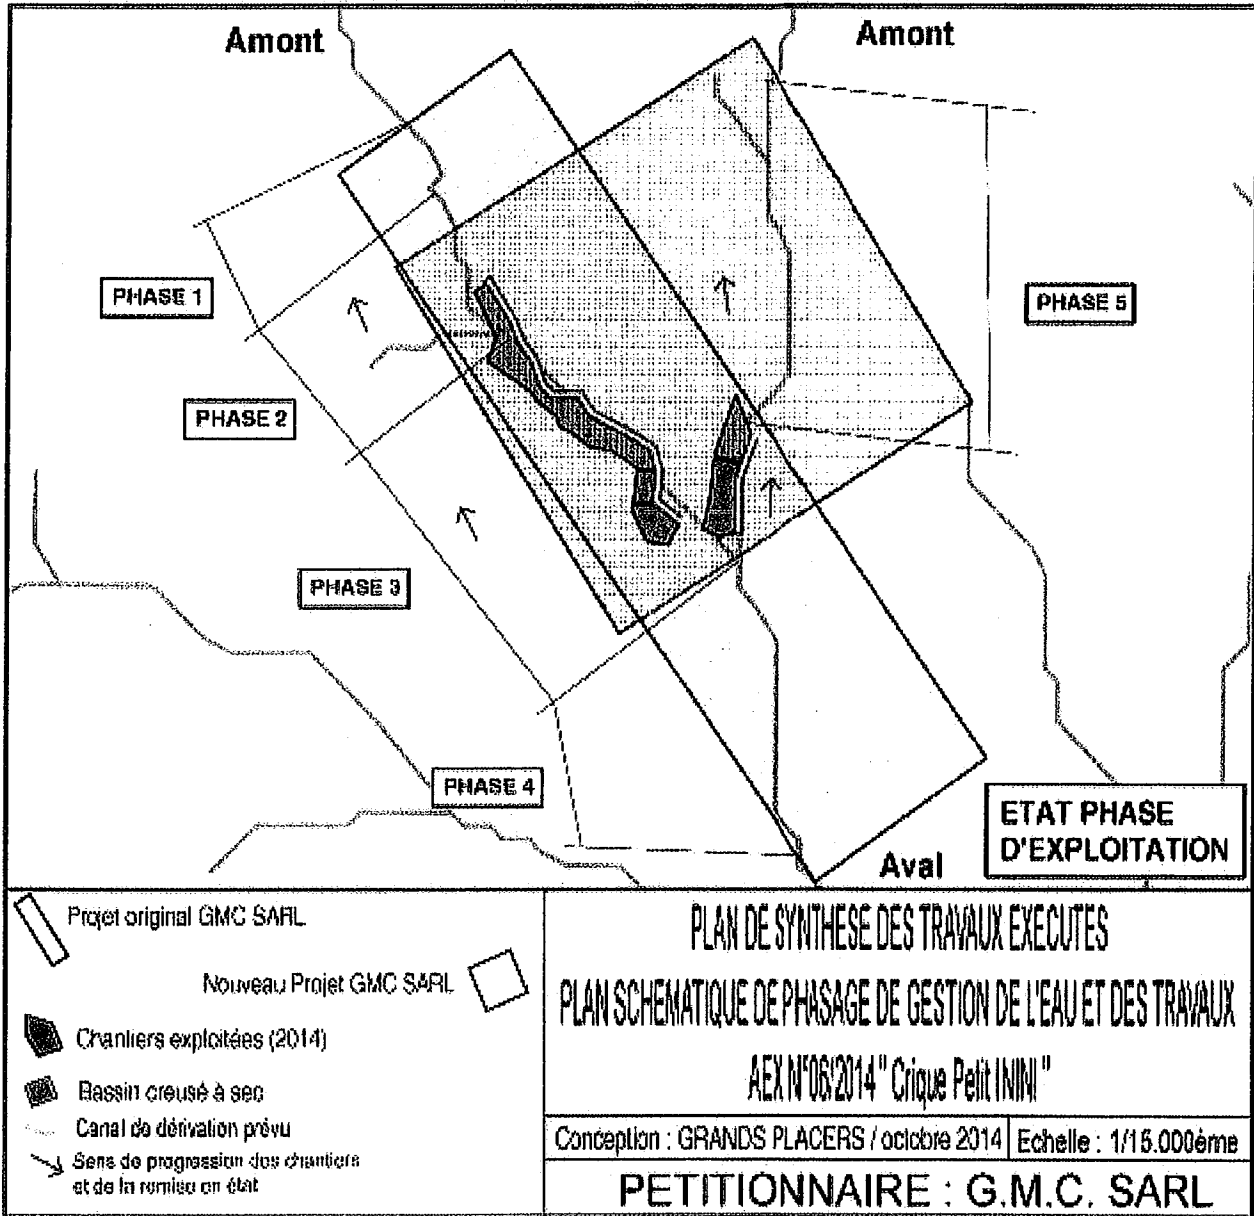 Amont
Amont
PHASE 1
PHASE 5
PHASE 2
PHASE 3
PHASE 4
ETAT PHASE
D'EXPLOITATION
Aval
Projet original GMC SARL
Nouveau Projet GMC SARL
Chantiers exploitées (2014)
Bassin creusé à sec
Canal de dérivation prévu
Sens de progression des chantiers
et de la remise en état
PLAN DE SYNTHESE DES TRAVAUX EXECUTES
PLAN SCHEMATIQUE DE PHASAGE DE GESTION DE L'EAU ET DES TRAVAUX
AEX N°06/2014 " Crique Petit ININI "
Conception : GRANDS PLACERS / octobre 2014
Echelle : 1/15.000ème
PETITIONNAIRE : G.M.C. SARL